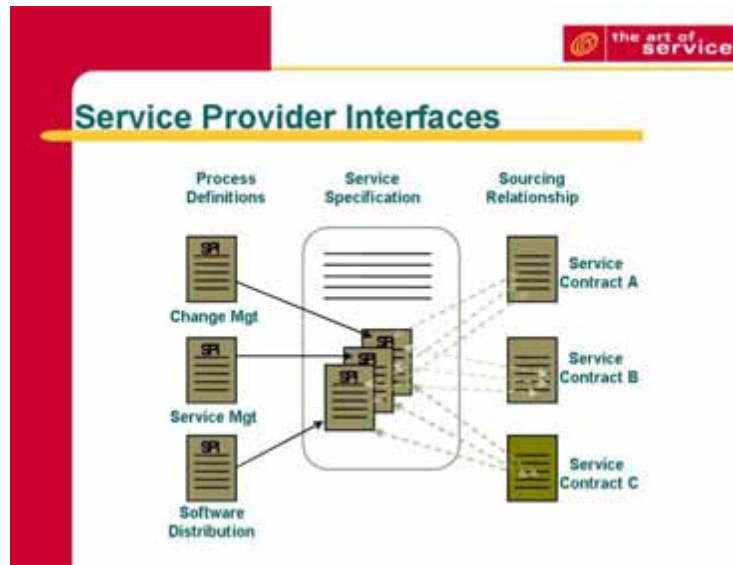 the art of
service
Service Provider Interfaces
Process
Definitions
Service
Specification
Sourcing
Relationship
SPI
Change Mgt
SPI
Service Mgt
SPI
Software
Distribution
SPI
SPI
SPI
Service
Contract A
Service
Contract B
Service
Contract C